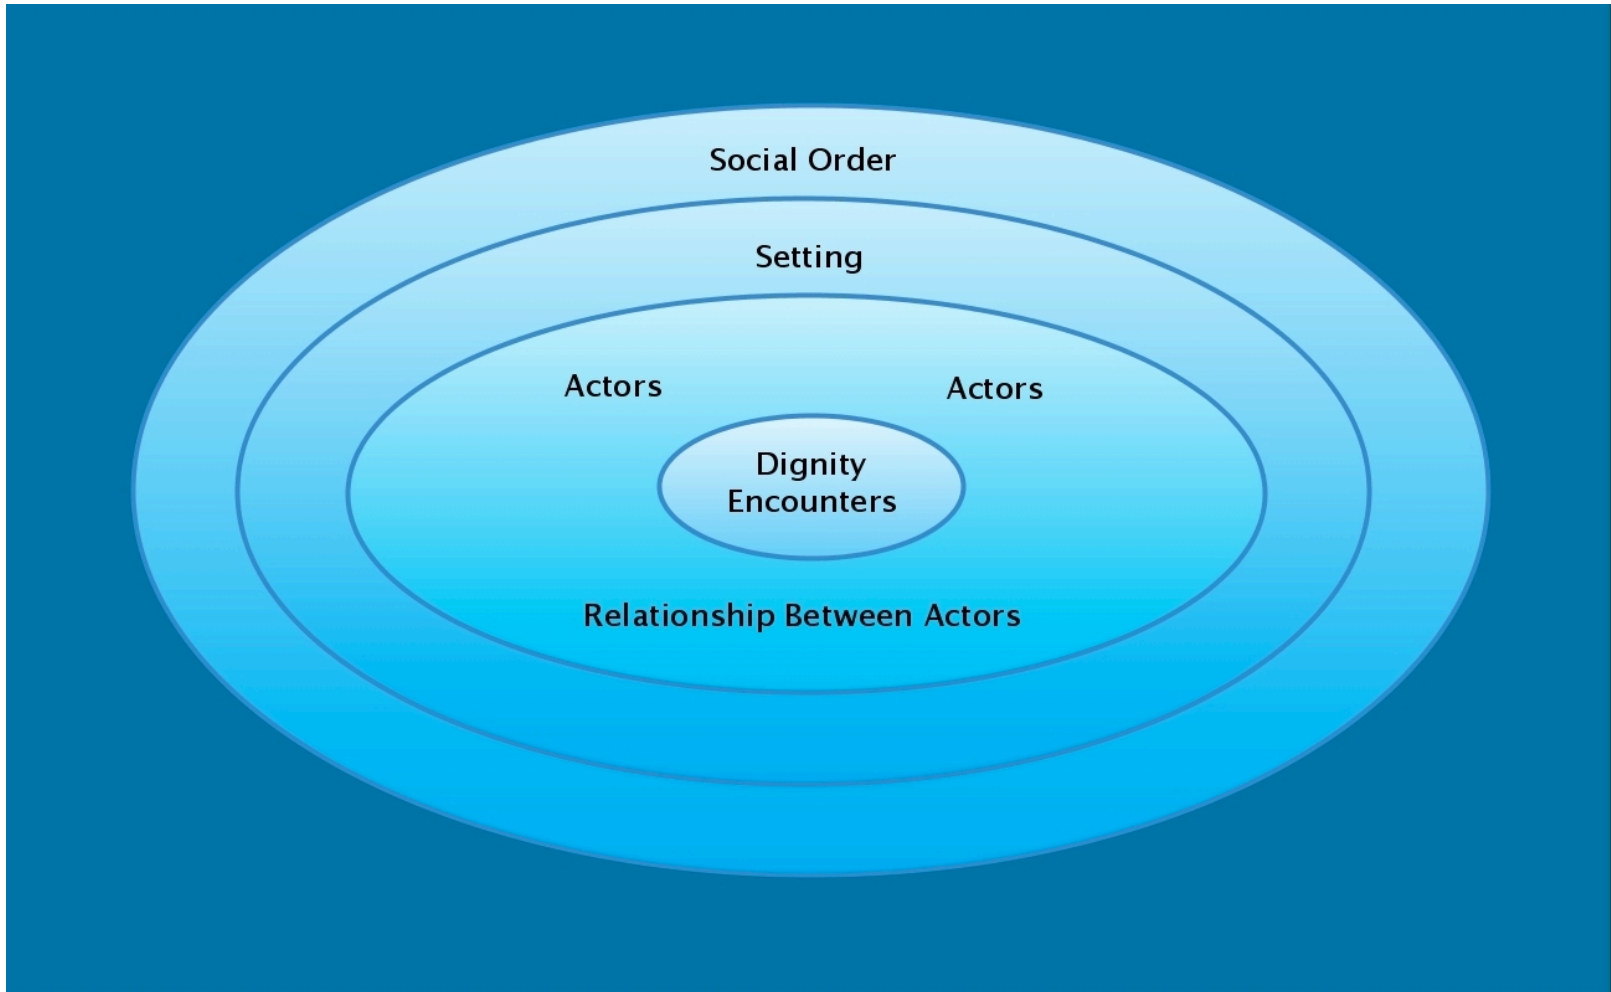 Social Order
Setting
Actors
Actors
Dignity
Encounters
Relationship Between Actors